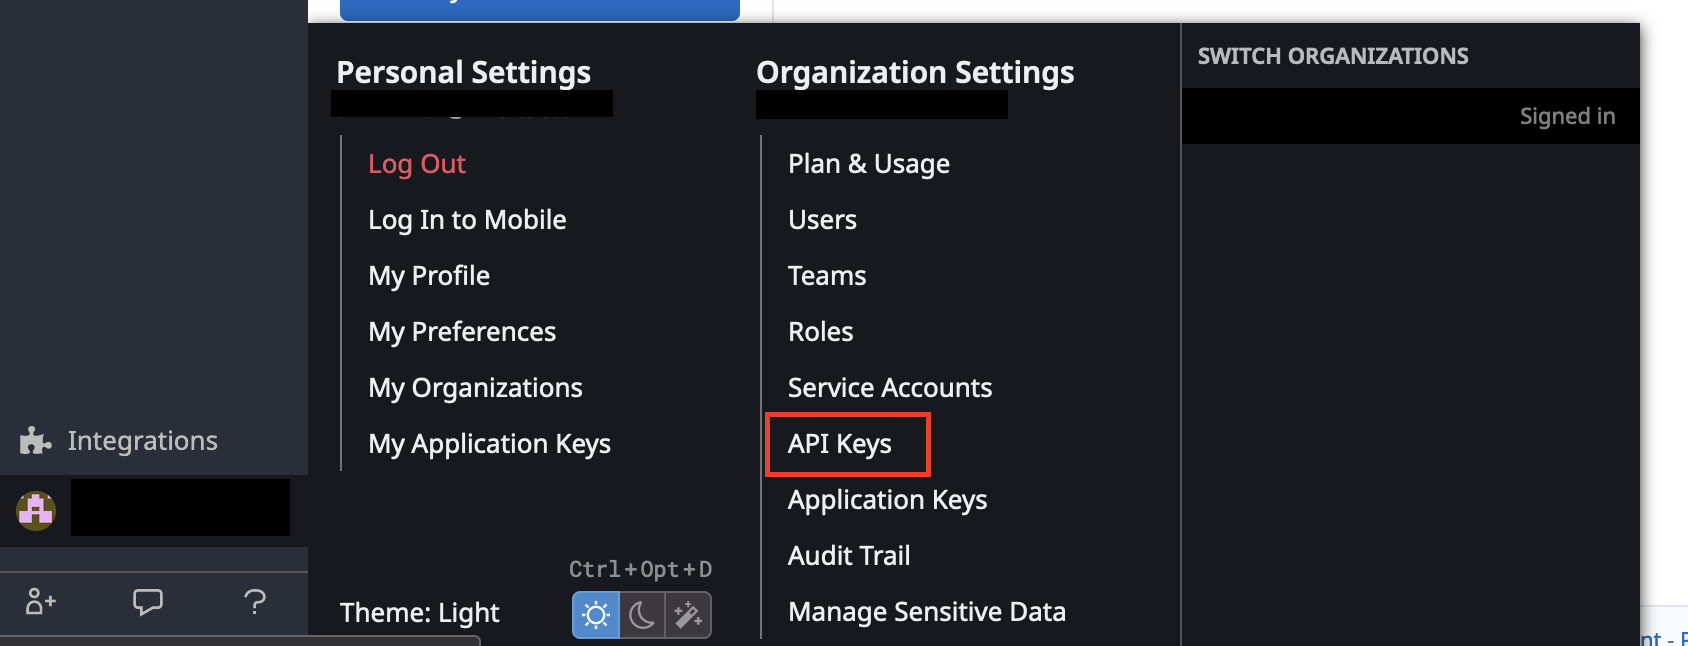 Personal Settings
Log Out
Log In to Mobile
My Profile
My Preferences
My Organizations
My Application Keys
Ctrl+Opt+D
Theme: Light
Organization Settings
Plan & Usage
Users
Teams
Roles
Service Accounts
API Keys
Application Keys
Audit Trail
Manage Sensitive Data
SWITCH ORGANIZATIONS
Signed in
Integrations
nt -